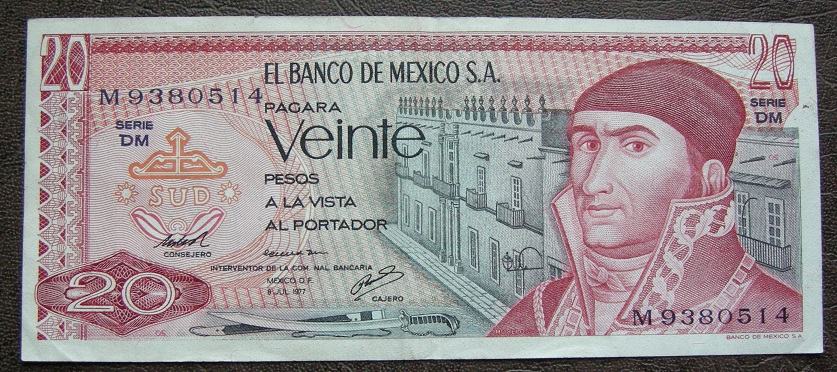 20
20
EL BANCO DE MEXICO S.A.
M9380514
PAGARA
SERIE
DM
SERIE
DM
Veinte
PESOS
SUD
A LA VISTA
AL PORTADOR
CONSEJERO
INTERVENTOR DE LA COM. NAL. BANCARIA
MEXICO D.F.
8 JUL 1977
CAJERO
20
M9380514
BANCO DE MEXICO S.A.